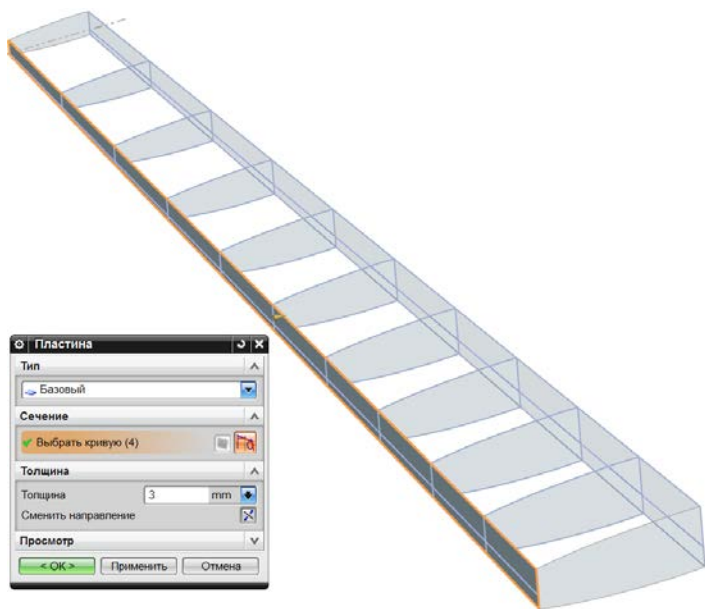 Пластина
Тип
Базовый
Сечение
Выбрать кривую (4)
Толщина
Толщина 3 mm
Сменить направление
Просмотр
< OK > Применить Отмена